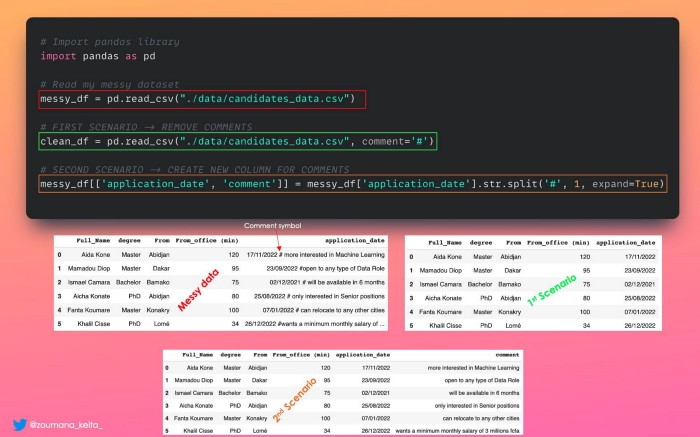 # Import pandas library
import pandas as pd
# Read my messy dataset
messy_df = pd.read_csv("./data/candidates_data.csv")
# FIRST SCENARIO → REMOVE COMMENTS
clean_df = pd.read_csv("./data/candidates_data.csv", comment='#')
# SECOND SCENARIO → CREATE NEW COLUMN FOR COMMENTS
messy_df[['application_date', 'comment']] = messy_df['application_date'].str.split('#', 1, expand=True)
Comment symbol
Full_Name degree From From_office (min) application_date
0 Aida Kone Master Abidjan 120 17/11/2022 # more interested in Machine Learning
1 Mamadou Diop Master Dakar 95 23/09/2022 #open to any type of Data Role
2 Ismael Camara Bachelor Bamako 75 02/12/2021 # will be available in 6 months
3 Aicha Konate PhD Abidjan 80 25/08/2022 # only interested in Senior positions
4 Fanta Koumare Master Konakry 100 07/01/2022 # can relocate to any other cities
5 Khalil Cisse PhD Lomé 34 26/12/2022 #wants a minimum monthly salary of ...
Messy data
Full_Name degree From From_office (min) application_date
0 Aida Kone Master Abidjan 120 17/11/2022
1 Mamadou Diop Master Dakar 95 23/09/2022
2 Ismael Camara Bachelor Bamako 75 02/12/2021
3 Aicha Konate PhD Abidjan 80 25/08/2022
4 Fanta Koumare Master Konakry 100 07/01/2022
5 Khalil Cisse PhD Lomé 34 26/12/2022
1st Scenario
Full_Name degree From From_office (min) application_date comment
0 Aida Kone Master Abidjan 120 17/11/2022 more interested in Machine Learning
1 Mamadou Diop Master Dakar 95 23/09/2022 open to any type of Data Role
2 Ismael Camara Bachelor Bamako 75 02/12/2021 will be available in 6 months
3 Aicha Konate PhD Abidjan 80 25/08/2022 only interested in Senior positions
4 Fanta Koumare Master Konakry 100 07/01/2022 can relocate to any other cities
5 Khalil Cisse PhD Lomé 34 26/12/2022 wants a minimum monthly salary of 3 millions fcfa
2nd Scenario
@zoumana_keita_